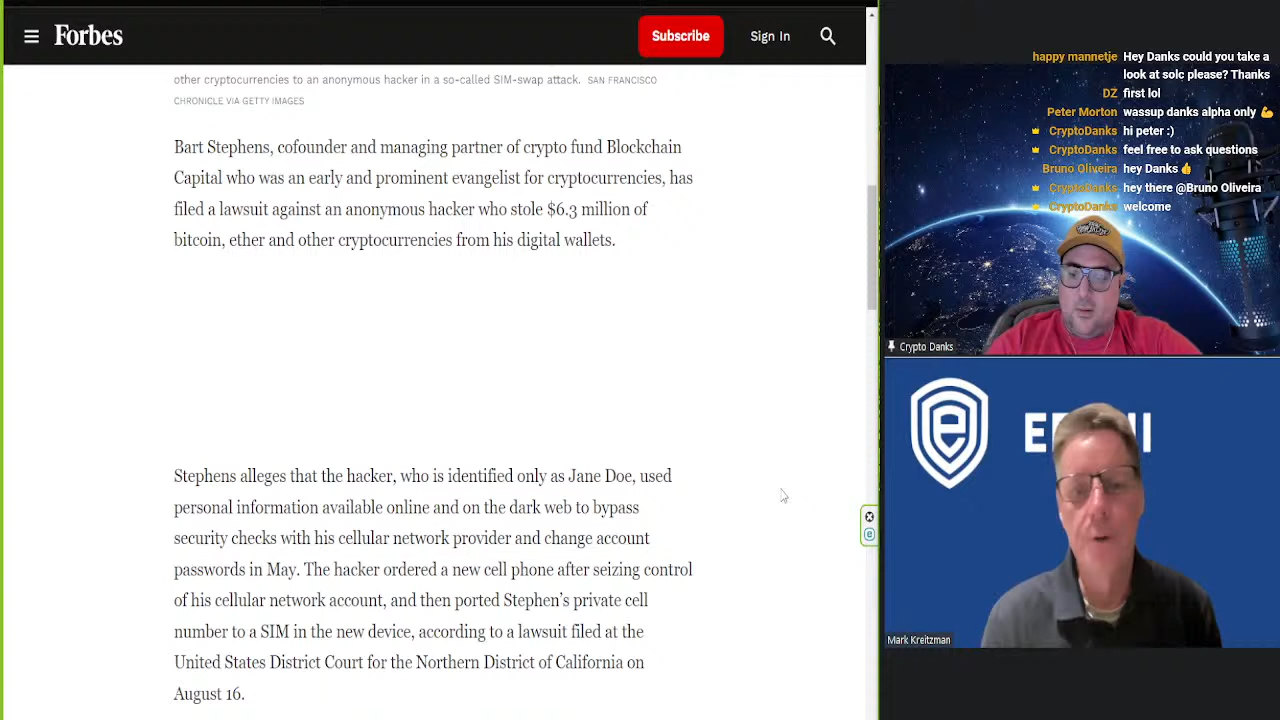 Forbes
Subscribe
Sign In
other cryptocurrencies to an anonymous hacker in a so-called SIM-swap attack. SAN FRANCISCO
CHRONICLE VIA GETTY IMAGES
Bart Stephens, cofounder and managing partner of crypto fund Blockchain
Capital who was an early and prominent evangelist for cryptocurrencies, has
filed a lawsuit against an anonymous hacker who stole $6.3 million of
bitcoin, ether and other cryptocurrencies from his digital wallets.
Stephens alleges that the hacker, who is identified only as Jane Doe, used
personal information available online and on the dark web to bypass
security checks with his cellular network provider and change account
passwords in May. The hacker ordered a new cell phone after seizing control
of his cellular network account, and then ported Stephen's private cell
number to a SIM in the new device, according to a lawsuit filed at the
United States District Court for the Northern District of California on
August 16.
happy mannetje Hey Danks could you take a
look at solc please? Thanks
DZ first lol
Peter Morton wassup danks alpha only 💪
CryptoDanks hi peter :)
CryptoDanks feel free to ask questions
Bruno Oliveira hey Danks 👍
CryptoDanks hey there @Bruno Oliveira
CryptoDanks welcome
Crypto Danks
Mark Kreitzman